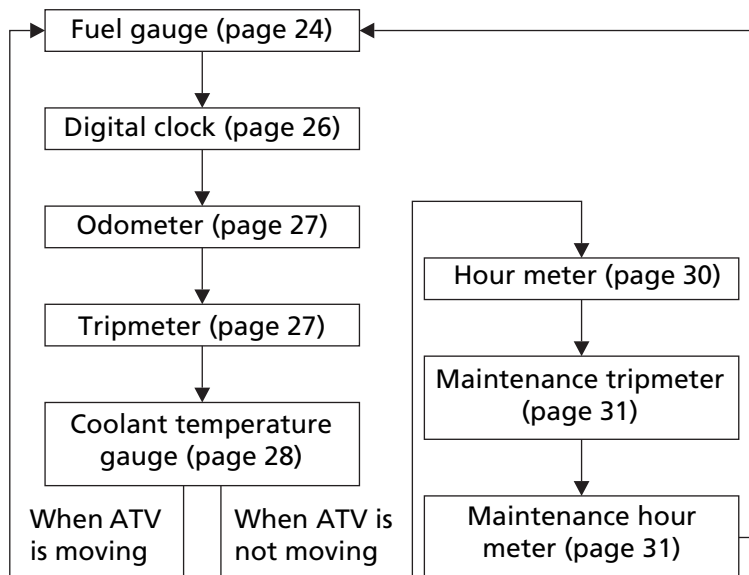 Fuel gauge (page 24)
Digital clock (page 26)
Odometer (page 27)
Tripmeter (page 27)
Coolant temperature
gauge (page 28)
When ATV
is moving
When ATV is
not moving
Hour meter (page 30)
Maintenance tripmeter
(page 31)
Maintenance hour
meter (page 31)